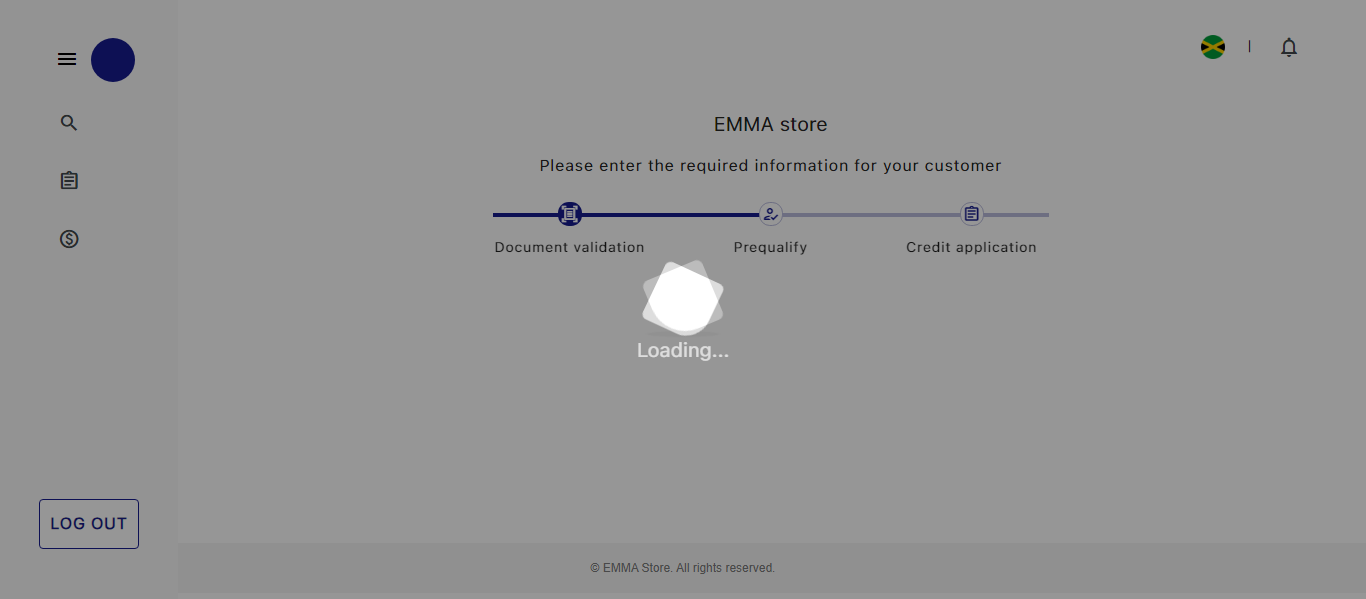 EMMA store
Please enter the required information for your customer
Document validation
Prequalify
Credit application
Loading...
LOG OUT
© EMMA Store. All rights reserved.